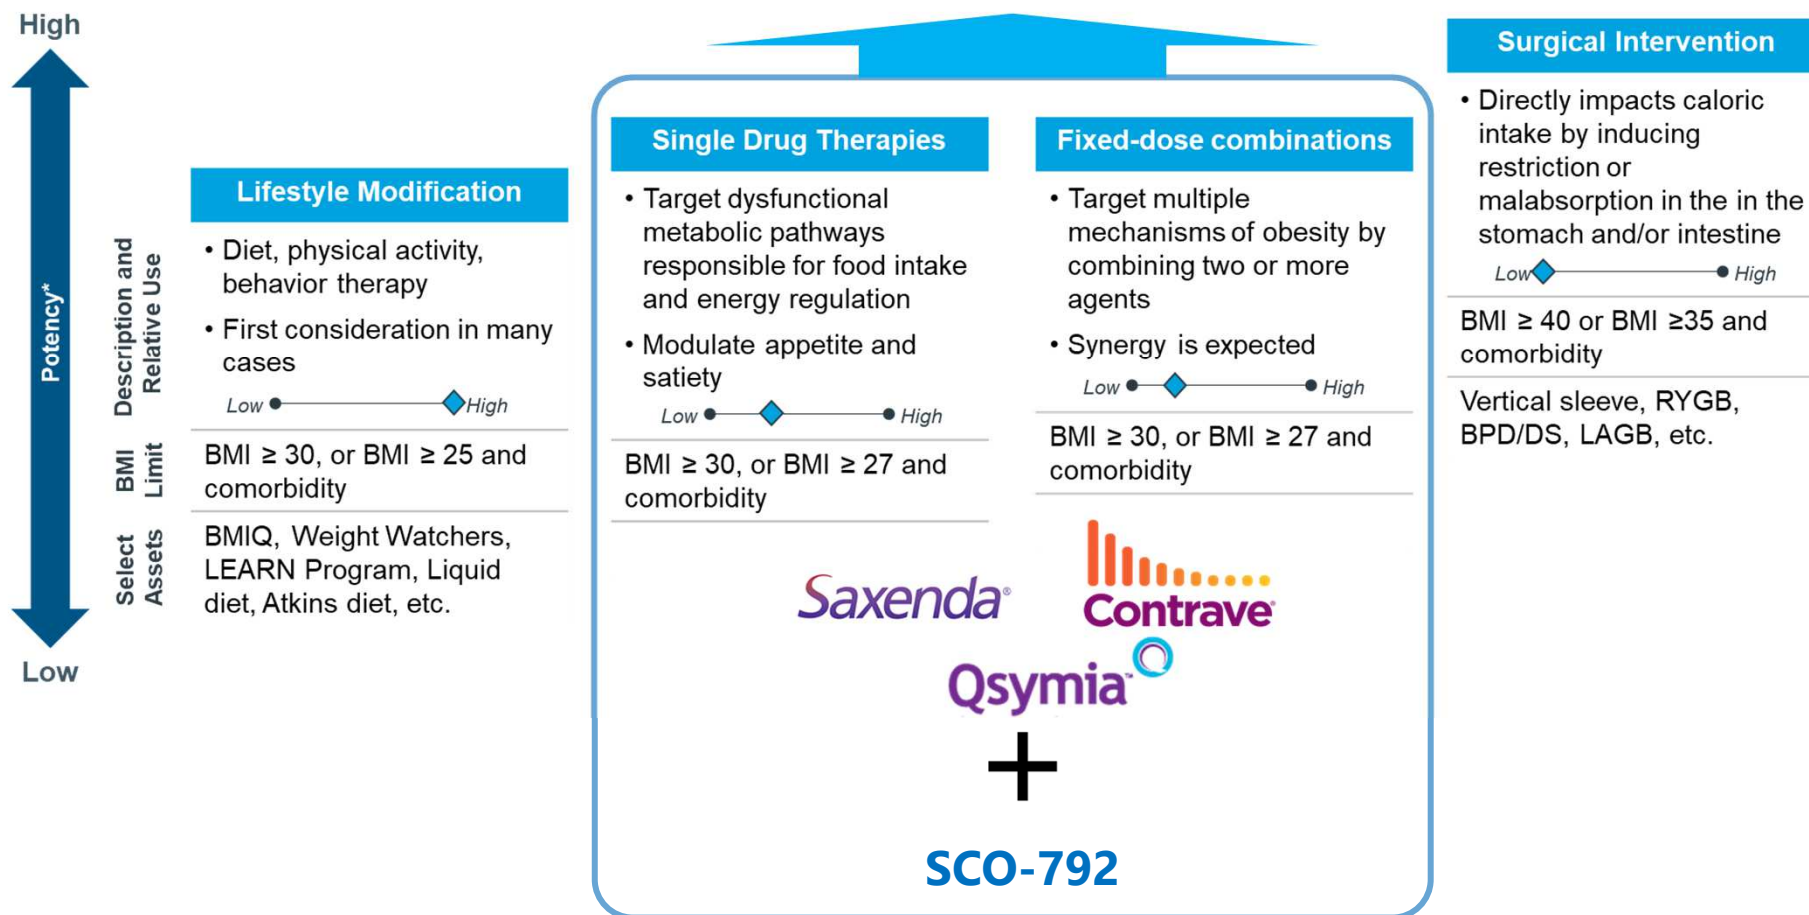 High
Potency*
Low
Description and
Relative Use
BMI
Limit
Select
Assets
Lifestyle Modification
• Diet, physical activity,
behavior therapy
• First consideration in many
cases
Low High
BMI ≥ 30, or BMI ≥ 25 and
comorbidity
BMIQ, Weight Watchers,
LEARN Program, Liquid
diet, Atkins diet, etc.
Single Drug Therapies
• Target dysfunctional
metabolic pathways
responsible for food intake
and energy regulation
• Modulate appetite and
satiety
Low High
BMI ≥ 30, or BMI ≥ 27 and
comorbidity
Fixed-dose combinations
• Target multiple
mechanisms of obesity by
combining two or more
agents
• Synergy is expected
Low High
BMI ≥ 30, or BMI ≥ 27 and
comorbidity
Saxenda®
Contrave®
Qsymia™
+
SCO-792
Surgical Intervention
• Directly impacts caloric
intake by inducing
restriction or
malabsorption in the in the
stomach and/or intestine
Low High
BMI ≥ 40 or BMI ≥35 and
comorbidity
Vertical sleeve, RYGB,
BPD/DS, LAGB, etc.